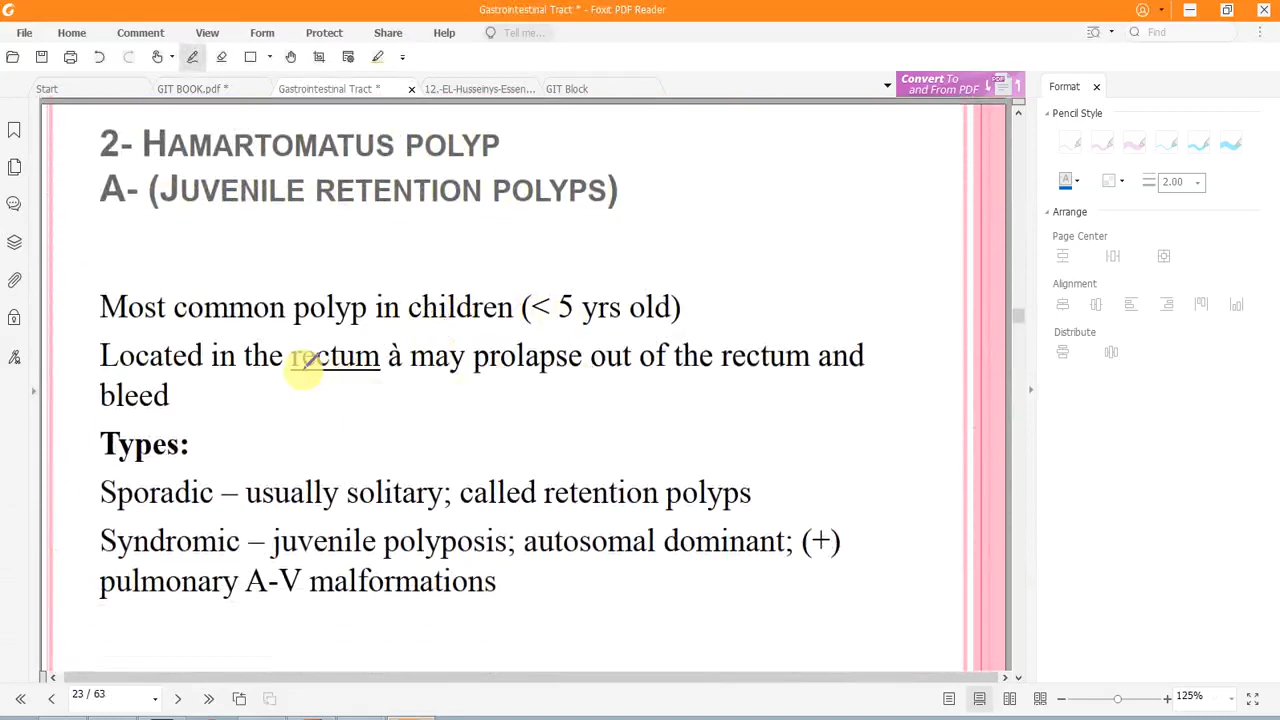 Gastrointestinal Tract * - Foxit PDF Reader
File Home Comment View Form Protect Share Help Tell me... Find
Start GIT BOOK.pdf * Gastrointestinal Tract * 12.-EL-Husseinys-Essen... GIT Block Convert To and From PDF PDF
Format
Pencil Style
2.00
Arrange
Page Center
Alignment
Distribute
2- HAMARTOMATUS POLYP
A- (JUVENILE RETENTION POLYPS)
Most common polyp in children (< 5 yrs old)
Located in the rectum à may prolapse out of the rectum and
bleed
Types:
Sporadic – usually solitary; called retention polyps
Syndromic – juvenile polyposis; autosomal dominant; (+)
pulmonary A-V malformations
23 / 63
125%